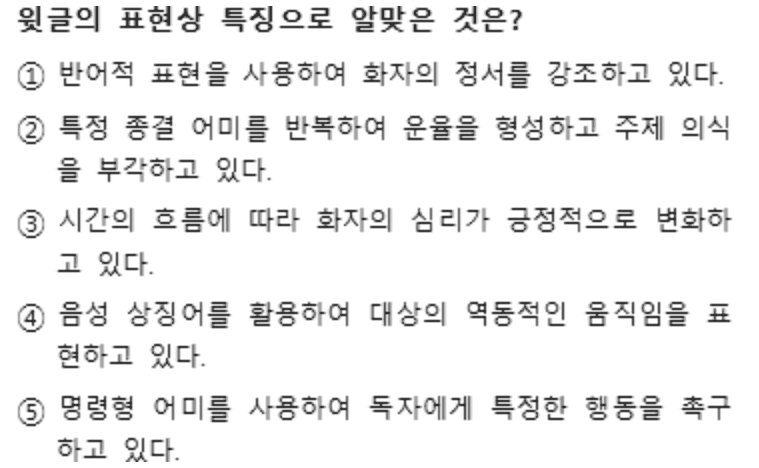 윗글의 표현상 특징으로 알맞은 것은?
① 반어적 표현을 사용하여 화자의 정서를 강조하고 있다.
② 특정 종결 어미를 반복하여 운율을 형성하고 주제 의식
을 부각하고 있다.
③ 시간의 흐름에 따라 화자의 심리가 긍정적으로 변화하
고 있다.
④ 음성 상징어를 활용하여 대상의 역동적인 움직임을 표
현하고 있다.
⑤ 명령형 어미를 사용하여 독자에게 특정한 행동을 촉구
하고 있다.